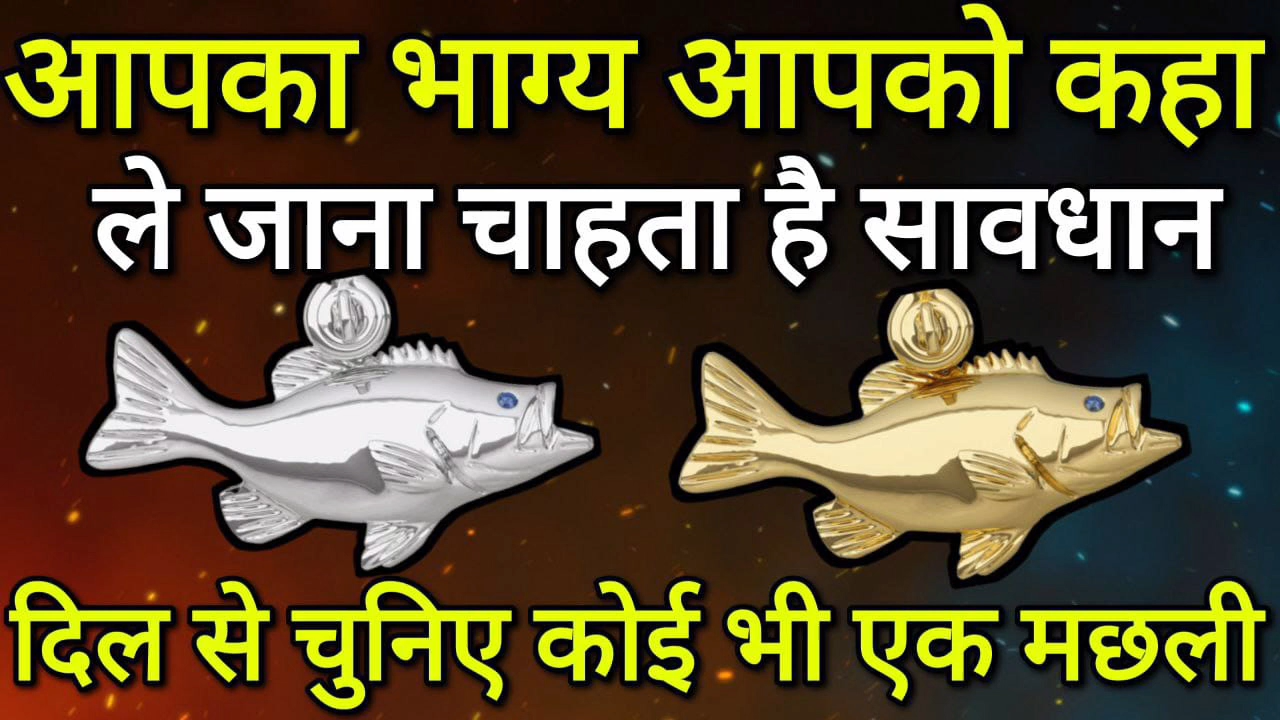 आपका भाग्य आपको कहा
ले जाना चाहता है सावधान
दिल से चुनिए कोई भी एक मछली